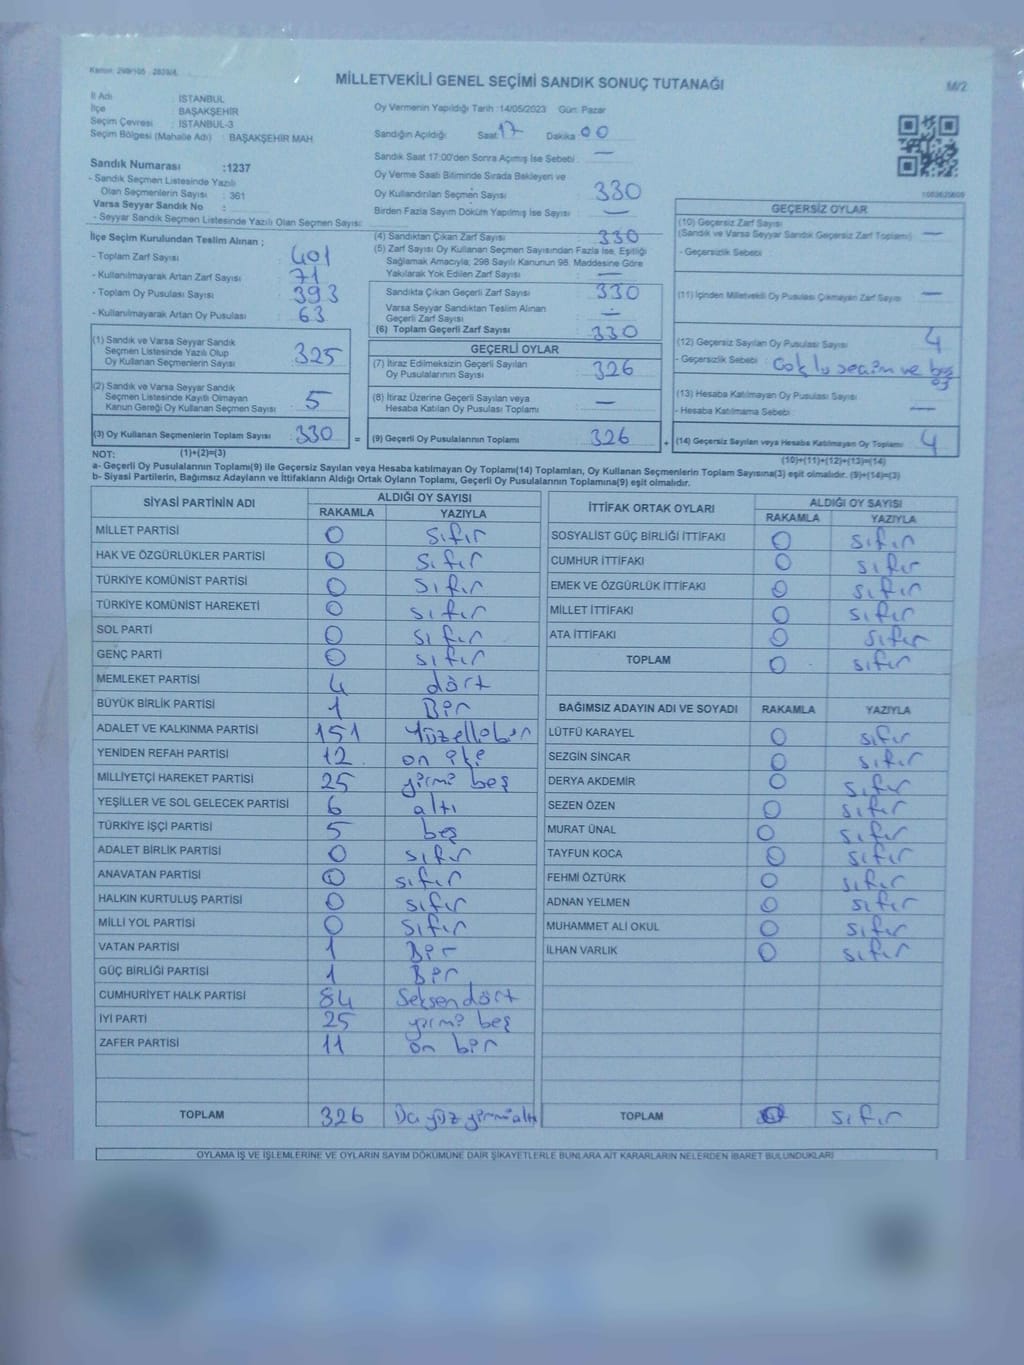 Kanun: 298/105 - 2839/4
MİLLETVEKİLİ GENEL SEÇİMİ SANDIK SONUÇ TUTANAĞI
M/2
İl Adı : İSTANBUL
İlçe : BAŞAKŞEHİR
Seçim Çevresi : İSTANBUL-3
Seçim Bölgesi (Mahalle Adı) : BAŞAKŞEHİR MAH
Oy Vermenin Yapıldığı Tarih :14/05/2023 Gün: Pazar
Sandığın Açıldığı Saat 17 Dakika 00
Sandık Saat 17:00'den Sonra Açımış İse Sebebi : —
Sandık Numarası :1237
- Sandık Seçmen Listesinde Yazılı
Olan Seçmenlerin Sayısı : 361
Varsa Seyyar Sandık No :
- Seyyar Sandık Seçmen Listesinde Yazılı Olan Seçmen Sayısı:
Oy Verme Saati Bitiminde Sırada Bekleyen ve
Oy Kullandırılan Seçmen Sayısı 330
Birden Fazla Sayım Döküm Yapılmış İse Sayısı : —
İlçe Seçim Kurulundan Teslim Alınan ;
- Toplam Zarf Sayısı : 401
- Kullanılmayarak Artan Zarf Sayısı : 71
- Toplam Oy Pusulası Sayısı : 393
- Kullanılmayarak Artan Oy Pusulası : 63
(1) Sandık ve Varsa Seyyar Sandık
Seçmen Listesinde Yazılı Olup
Oy Kullanan Seçmenlerin Sayısı : 325
(2) Sandık ve Varsa Seyyar Sandık
Seçmen Listesinde Kayıtlı Olmayan
Kanun Gereği Oy Kullanan Seçmen Sayısı : 5
(3) Oy Kullanan Seçmenlerin Toplam Sayısı : 330 =
(4) Sandıktan Çıkan Zarf Sayısı : 330
(5) Zarf Sayısı Oy Kullanan Seçmen Sayısından Fazla İse, Eşitliği
Sağlamak Amacıyla; 298 Sayılı Kanunun 98. Maddesine Göre
Yakılarak Yok Edilen Zarf Sayısı : —
Sandıkta Çıkan Geçerli Zarf Sayısı : 330
Varsa Seyyar Sandıktan Teslim Alınan
Geçerli Zarf Sayısı : —
(6) Toplam Geçerli Zarf Sayısı : 330
GEÇERLİ OYLAR
(7) İtiraz Edilmeksizin Geçerli Sayılan
Oy Pusulalarının Sayısı : 326
(8) İtiraz Üzerine Geçerli Sayılan veya
Hesaba Katılan Oy Pusulası Toplamı : —
(9) Geçerli Oy Pusulalarının Toplamı : 326 +
GEÇERSİZ OYLAR
(10) Geçersiz Zarf Sayısı
(Sandık ve Varsa Seyyar Sandık Geçersiz Zarf Toplamı) : —
- Geçersizlik Sebebi :
(11) İçinden Milletvekili Oy Pusulası Çıkmayan Zarf Sayısı —
(12) Geçersiz Sayılan Oy Pusulası Sayısı : 4
- Geçersizlik Sebebi : Çoklu seçim ve boş
(13) Hesaba Katılmayan Oy Pusulası Sayısı :
- Hesaba Katılmama Sebebi : —
(14) Geçersiz Sayılan veya Hesaba Katılmayan Oy Toplamı : 4
NOT: (1)+(2)=(3)
(10)+(11)+(12)+(13)=(14)
a- Geçerli Oy Pusulalarının Toplamı(9) ile Geçersiz Sayılan veya Hesaba katılmayan Oy Toplamı(14) Toplamları, Oy Kullanan Seçmenlerin Toplam Sayısına(3) eşit olmalıdır. (9)+(14)=(3)
b- Siyasi Partilerin, Bağımsız Adayların ve İttifakların Aldığı Ortak Oyların Toplamı, Geçerli Oy Pusulalarının Toplamına(9) eşit olmalıdır.
SİYASİ PARTİNİN ADI ALDIĞI OY SAYISI
RAKAMLA YAZIYLA
MİLLET PARTİSİ 0 sıfır
HAK VE ÖZGÜRLÜKLER PARTİSİ 0 sıfır
TÜRKİYE KOMÜNİST PARTİSİ 0 sıfır
TÜRKİYE KOMÜNİST HAREKETİ 0 sıfır
SOL PARTİ 0 sıfır
GENÇ PARTİ 0 sıfır
MEMLEKET PARTİSİ 4 dört
BÜYÜK BİRLİK PARTİSİ 1 Bir
ADALET VE KALKINMA PARTİSİ 151 Yüzellobir
YENİDEN REFAH PARTİSİ 12 on iki
MİLLİYETÇİ HAREKET PARTİSİ 25 yirmi beş
YEŞİLLER VE SOL GELECEK PARTİSİ 6 altı
TÜRKİYE İŞÇİ PARTİSİ 5 beş
ADALET BİRLİK PARTİSİ 0 sıfır
ANAVATAN PARTİSİ 0 sıfır
HALKIN KURTULUŞ PARTİSİ 0 sıfır
MİLLİ YOL PARTİSİ 0 sıfır
VATAN PARTİSİ 1 Bir
GÜÇ BİRLİĞİ PARTİSİ 1 Bir
CUMHURİYET HALK PARTİSİ 84 Seksendört
İYİ PARTİ 25 yirmi beş
ZAFER PARTİSİ 11 on bir
TOPLAM 326
İTTİFAK ORTAK OYLARI ALDIĞI OY SAYISI
RAKAMLA YAZIYLA
SOSYALİST GÜÇ BİRLİĞİ İTTİFAKI 0 sıfır
CUMHUR İTTİFAKI 0 sıfır
EMEK VE ÖZGÜRLÜK İTTİFAKI 0 sıfır
MİLLET İTTİFAKI 0 sıfır
ATA İTTİFAKI 0 sıfır
TOPLAM 0 sıfır
BAĞIMSIZ ADAYIN ADI VE SOYADI RAKAMLA YAZIYLA
LÜTFÜ KARAYEL 0 sıfır
SEZGİN SİNCAR 0 sıfır
DERYA AKDEMİR 0 sıfır
SEZEN ÖZEN 0 sıfır
MURAT ÜNAL 0 sıfır
TAYFUN KOCA 0 sıfır
FEHMİ ÖZTÜRK 0 sıfır
ADNAN YELMEN 0 sıfır
MUHAMMET ALİ OKUL 0 sıfır
İLHAN VARLIK 0 sıfır
TOPLAM 0 sıfır
OYLAMA İŞ VE İŞLEMLERİNE VE OYLARIN SAYIM DÖKÜMÜNE DAİR ŞİKAYETLERLE BUNLARA AİT KARARLARIN NELERDEN İBARET BULUNDUKLARI